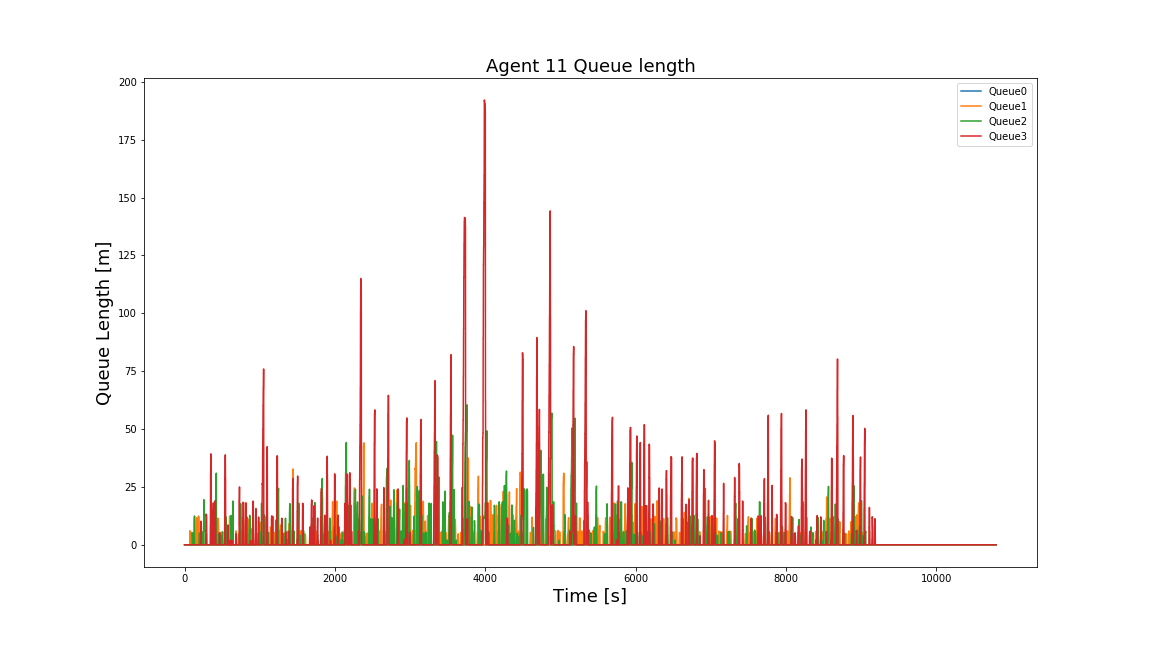 Agent 11 Queue length
Queue0
Queue1
Queue2
Queue3
200
175
150
125
100
75
50
25
0
Queue Length [m]
0 2000 4000 6000 8000 10000
Time [s]